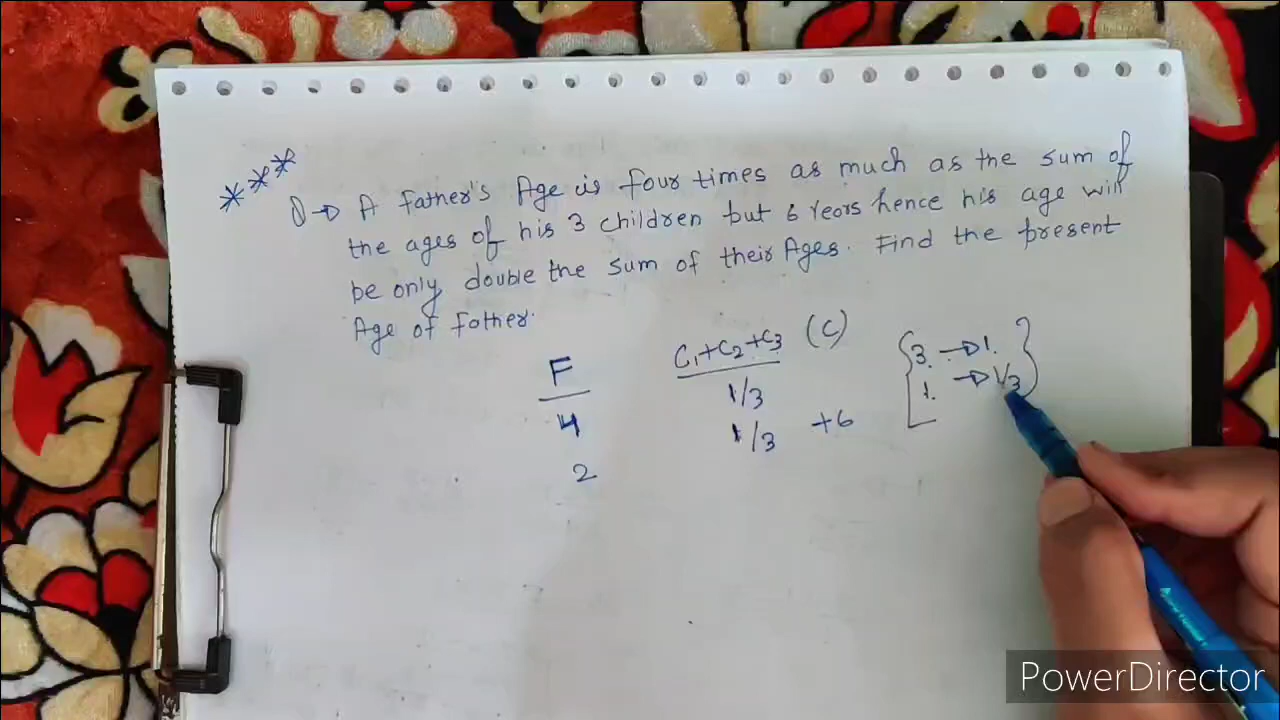 ***
Q→ A father's Age is four times as much as the sum of
the ages of his 3 children but 6 Years hence his age will
be only double the sum of their Ages. Find the present
Age of Father.
F C₁+C₂+C₃ (C)
4 1/3
2 1/3 +6
3. → 1.
1. → 1/3
PowerDirector